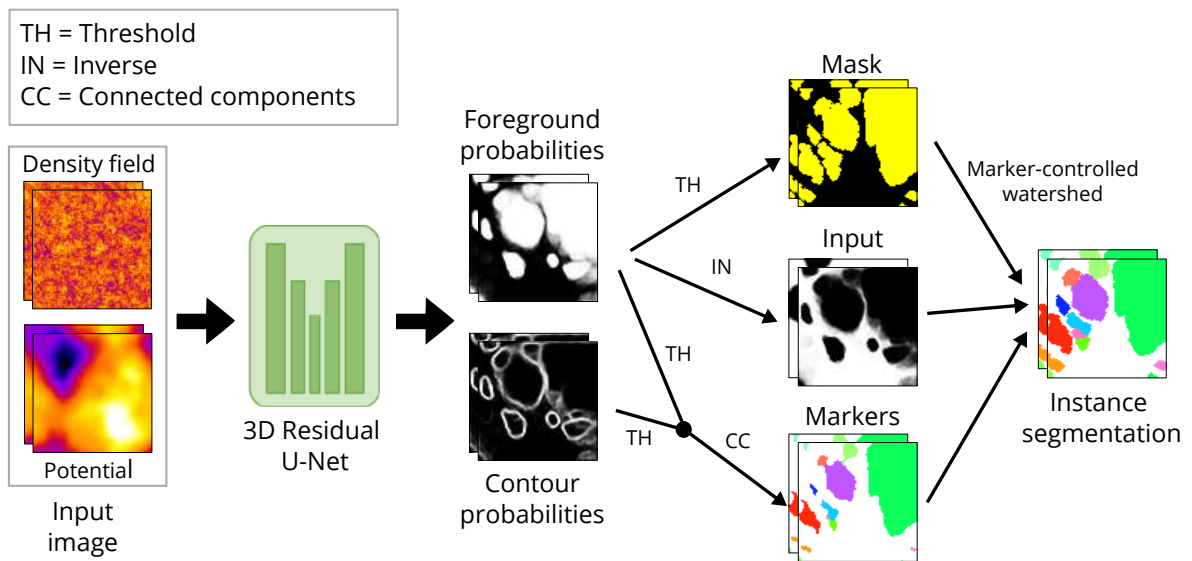 TH = Threshold
IN = Inverse
CC = Connected components
Density field
Potential
Input
image
3D Residual
U-Net
Foreground
probabilities
Contour
probabilities
TH
IN
TH
TH
CC
Mask
Input
Markers
Marker-controlled
watershed
Instance
segmentation